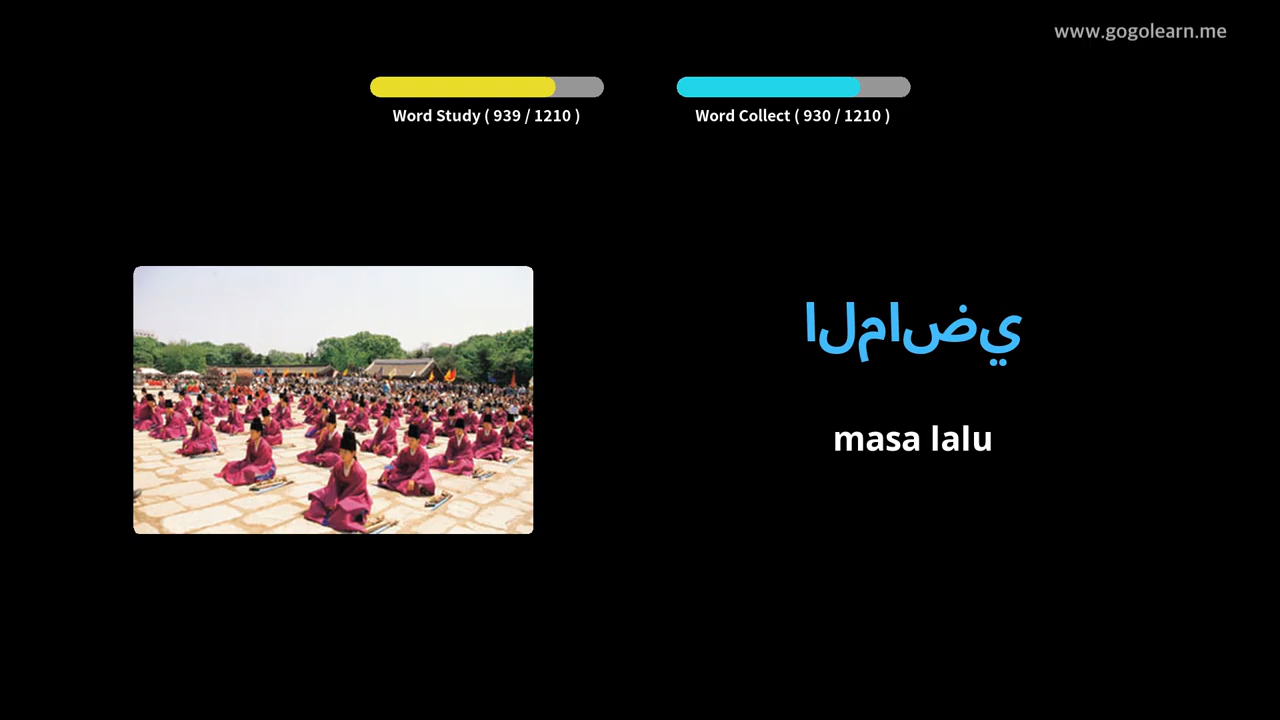 www.gogolearn.me
Word Study ( 939 / 1210 )
Word Collect ( 930 / 1210 )
الماضي
masa lalu